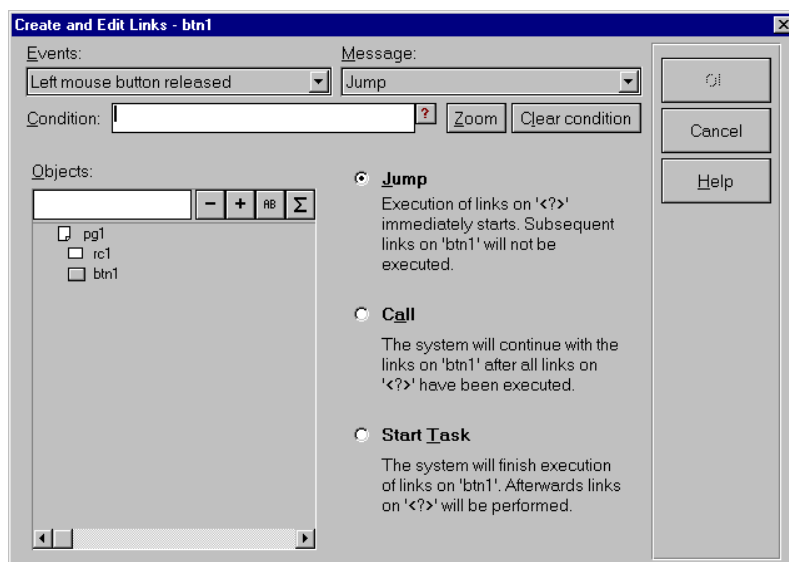 Create and Edit Links - btn1
Events:
Message:
Left mouse button released
Jump
Condition:
?
Zoom
Clear condition
Cancel
Help
Objects:
− + AB Σ
pg1
rc1
btn1
Jump
Execution of links on '<?>'
immediately starts. Subsequent
links on 'btn1' will not be
executed.
Call
The system will continue with the
links on 'btn1' after all links on
'<?>' have been executed.
Start Task
The system will finish execution
of links on 'btn1'. Afterwards links
on '<?>' will be performed.